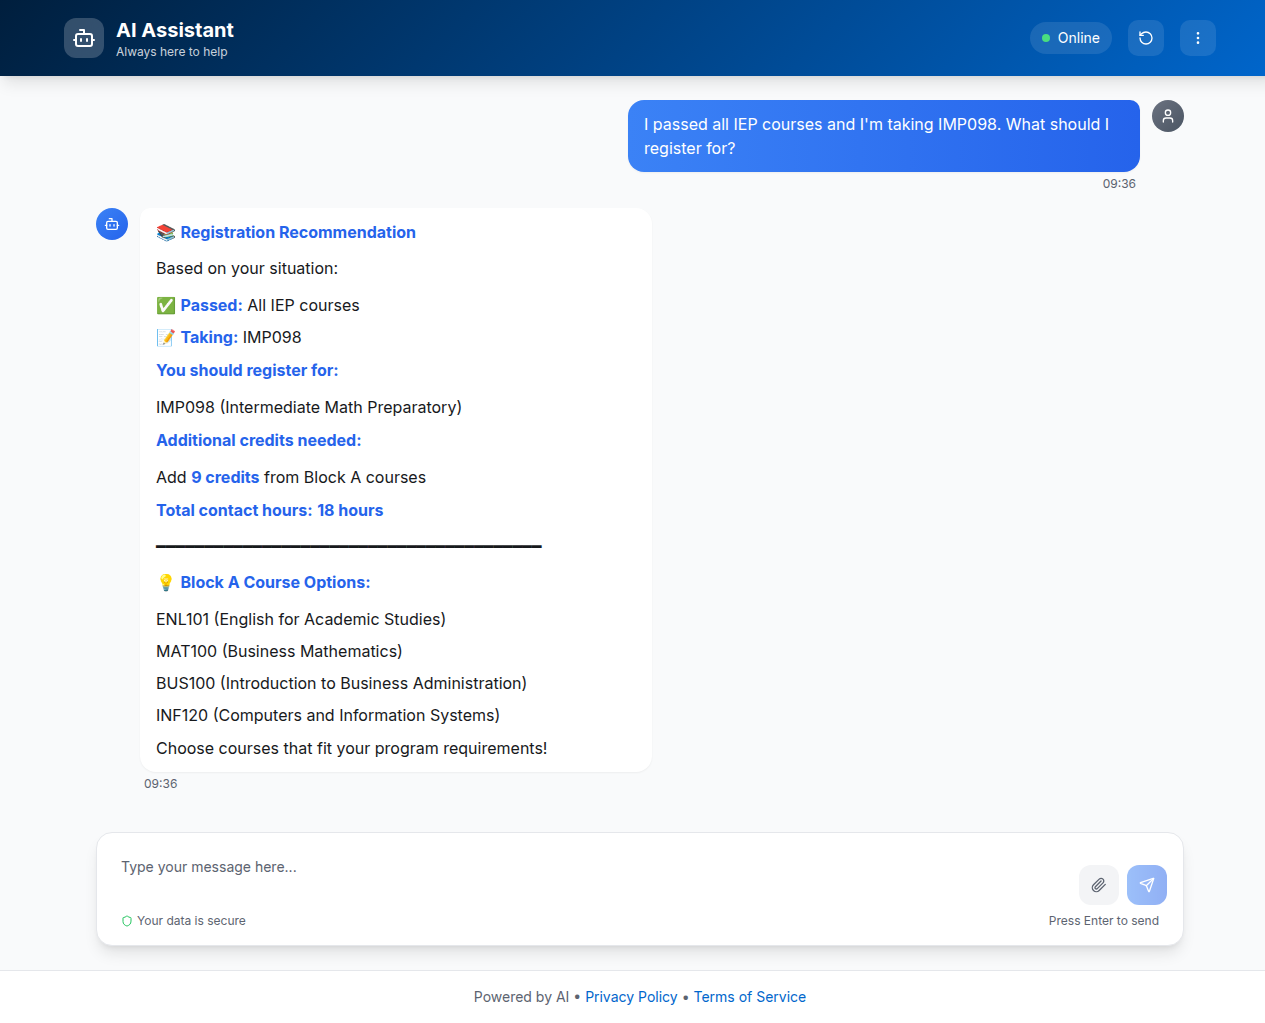 AI Assistant
Always here to help
Online
I passed all IEP courses and I'm taking IMP098. What should I
register for?
09:36
📚 Registration Recommendation
Based on your situation:
✅ Passed: All IEP courses
📝 Taking: IMP098
You should register for:
IMP098 (Intermediate Math Preparatory)
Additional credits needed:
Add 9 credits from Block A courses
Total contact hours: 18 hours
💡 Block A Course Options:
ENL101 (English for Academic Studies)
MAT100 (Business Mathematics)
BUS100 (Introduction to Business Administration)
INF120 (Computers and Information Systems)
Choose courses that fit your program requirements!
09:36
Type your message here...
Your data is secure
Press Enter to send
Powered by AI • Privacy Policy • Terms of Service